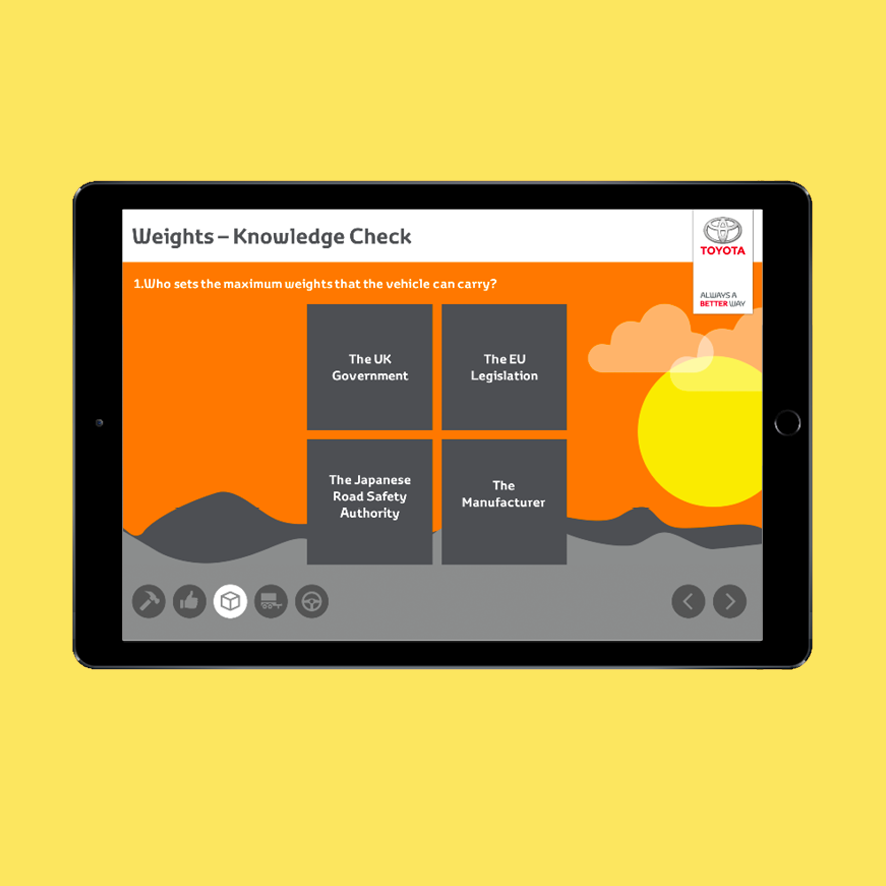 Weights – Knowledge Check
TOYOTA
ALWAYS A
BETTER WAY
1.Who sets the maximum weights that the vehicle can carry?
The UK
Government
The EU
Legislation
The Japanese
Road Safety
Authority
The
Manufacturer